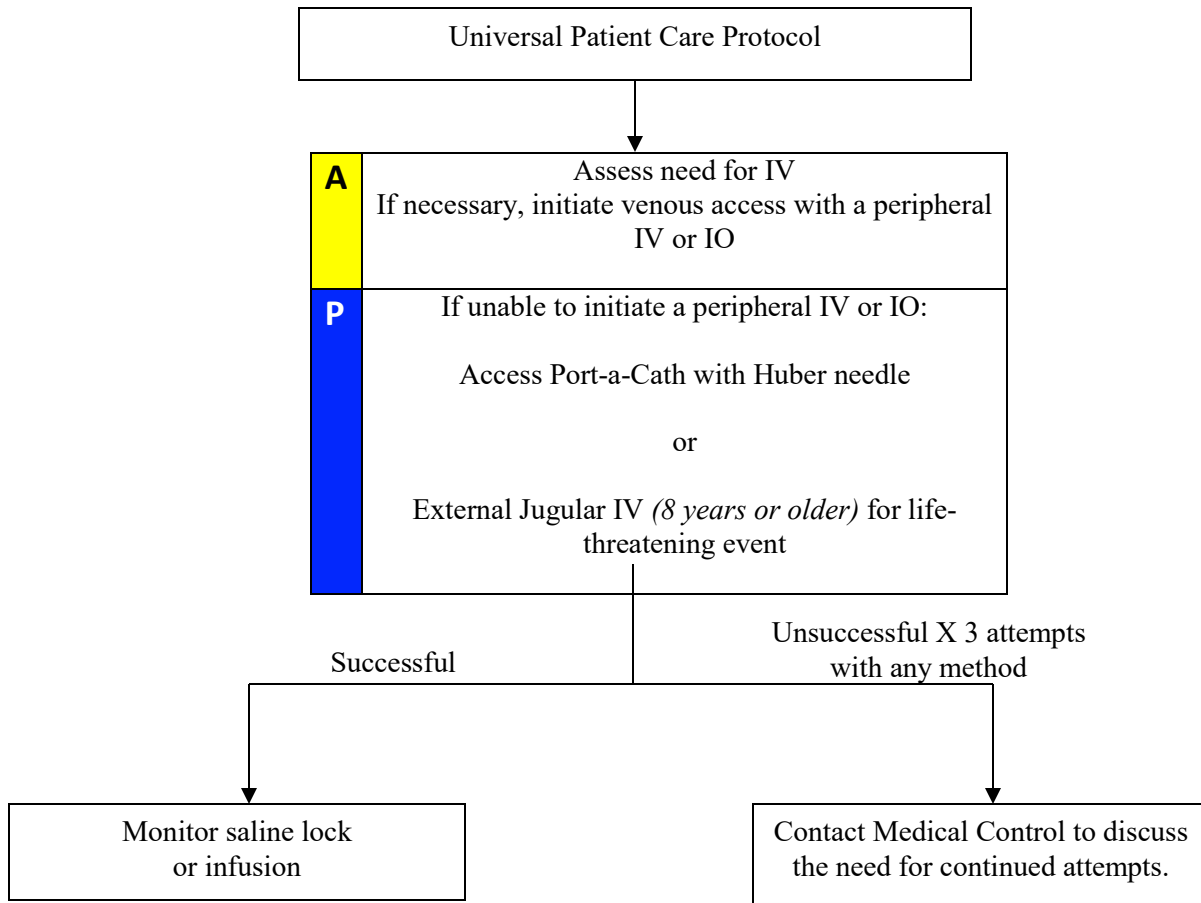 Universal Patient Care Protocol
A
Assess need for IV
If necessary, initiate venous access with a peripheral
IV or IO
P
If unable to initiate a peripheral IV or IO:
Access Port-a-Cath with Huber needle
or
External Jugular IV (8 years or older) for life-
threatening event
Successful
Unsuccessful X 3 attempts
with any method
Monitor saline lock
or infusion
Contact Medical Control to discuss
the need for continued attempts.